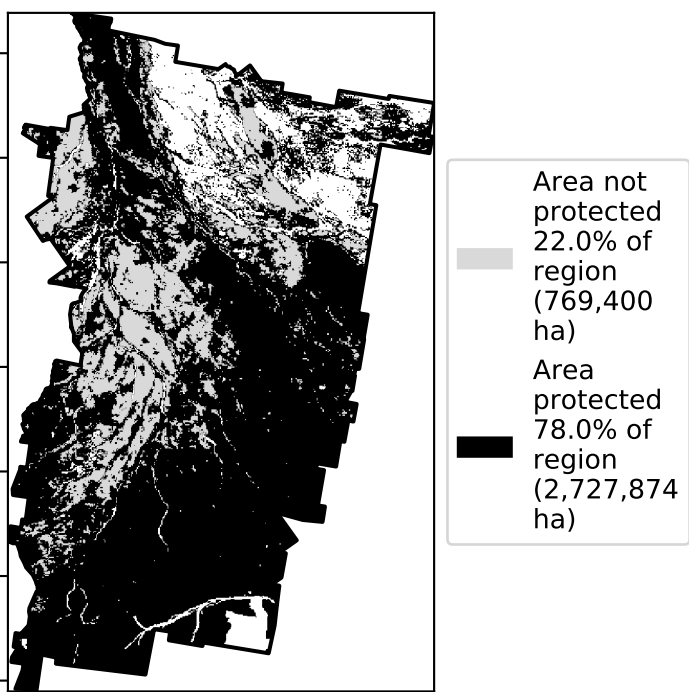 Area not
protected
22.0% of
region
(769,400
ha)
Area
protected
78.0% of
region
(2,727,874
ha)